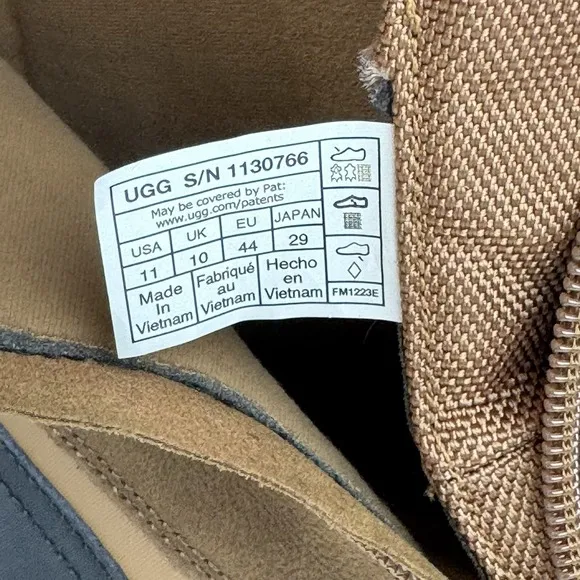 UGG S/N 1130766
May be covered by Pat:
www.ugg.com/patents
USA UK EU JAPAN
11 10 44 29
Made In Vietnam
Fabriqué au Vietnam
Hecho en Vietnam
FM1223E